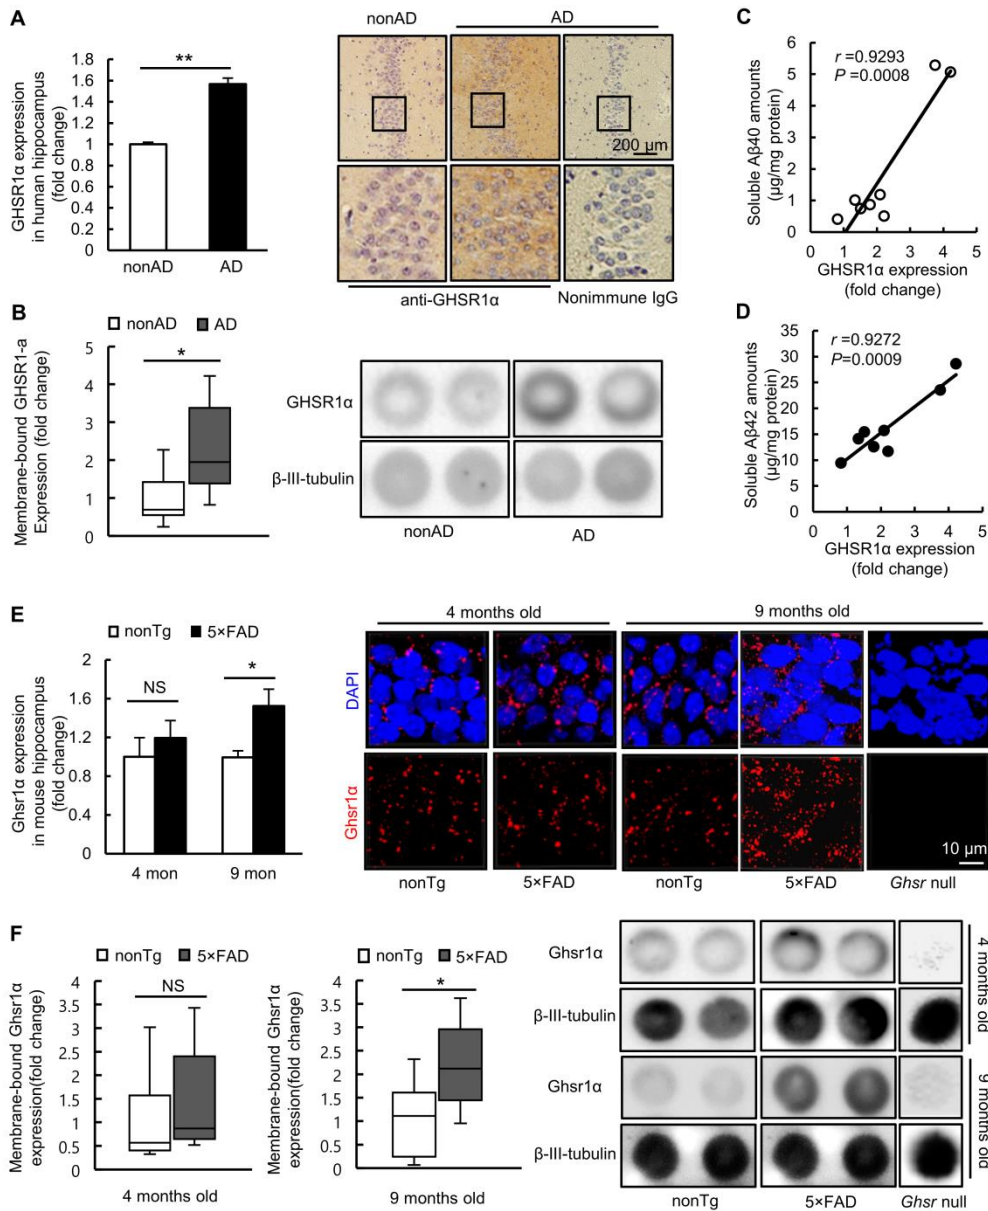 A
GHSR1α expression
in human hippocampus
(fold change)
1.8
1.6
1.4
1.2
1
0.8
0.6
0.4
0.2
0
**
nonAD
AD
nonAD
AD
200 µm
anti-GHSR1α
Nonimmune IgG
C
Soluble Aβ40 amounts
(µg/mg protein)
6
5
4
3
2
1
0
r =0.9293
P =0.0008
0 1 2 3 4 5
GHSR1α expression
(fold change)
B
nonAD
AD
Membrane-bound GHSR1-a
Expression (fold change)
5
4
3
2
1
0
*
GHSR1α
β-III-tubulin
nonAD
AD
D
Soluble Aβ42 amounts
(µg/mg protein)
35
30
25
20
15
10
5
0
r =0.9272
P=0.0009
0 1 2 3 4 5
GHSR1α expression
(fold change)
E
nonTg
5×FAD
Ghsr1α expression
in mouse hippocampus
(fold change)
2
1.6
1.2
0.8
0.4
0
NS
*
4 mon
9 mon
4 months old
9 months old
DAPI
Ghsr1α
10 µm
nonTg
5×FAD
nonTg
5×FAD
Ghsr null
F
nonTg
5×FAD
Membrane-bound Ghsr1α
expression(fold change)
4
3.5
3
2.5
2
1.5
1
0.5
0
NS
4 months old
nonTg
5×FAD
Membrane-bound Ghsr1α
expression(fold change)
4
3.5
3
2.5
2
1.5
1
0.5
0
*
9 months old
Ghsr1α
β-III-tubulin
Ghsr1α
β-III-tubulin
4 months old
9 months old
nonTg
5×FAD
Ghsr null